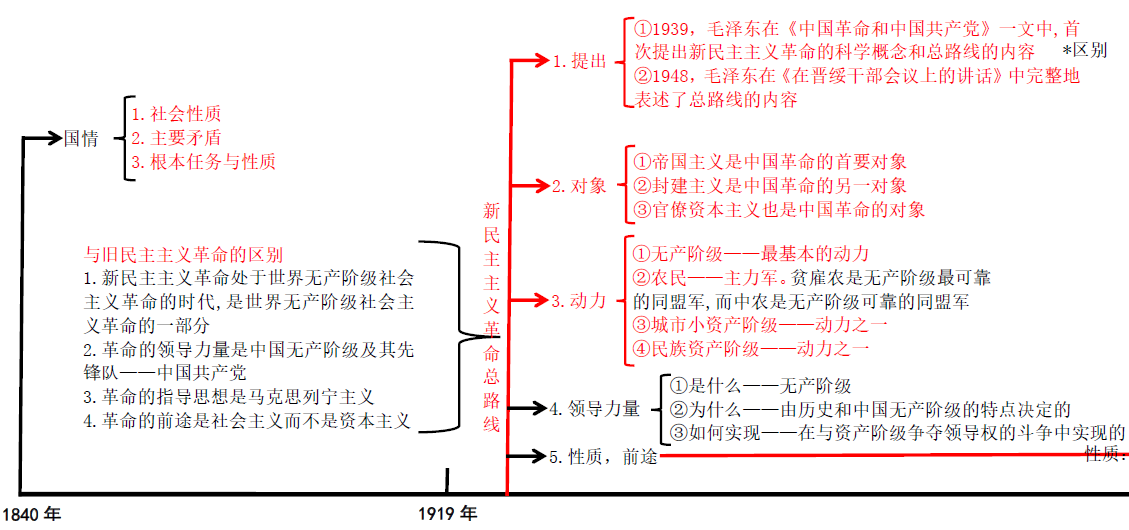 国情
1. 社会性质
2. 主要矛盾
3. 根本任务与性质
与旧民主主义革命的区别
1. 新民主主义革命处于世界无产阶级社会
主义革命的时代,是世界无产阶级社会主
义革命的一部分
2. 革命的领导力量是中国无产阶级及其先
锋队——中国共产党
3. 革命的指导思想是马克思列宁主义
4. 革命的前途是社会主义而不是资本主义
新民主主义革命总路线
1. 提出
①1939，毛泽东在《中国革命和中国共产党》一文中,首
次提出新民主主义革命的科学概念和总路线的内容 *区别
②1948，毛泽东在《在晋绥干部会议上的讲话》中完整地
表述了总路线的内容
2. 对象
①帝国主义是中国革命的首要对象
②封建主义是中国革命的另一对象
③官僚资本主义也是中国革命的对象
3. 动力
①无产阶级——最基本的动力
②农民——主力军。贫雇农是无产阶级最可靠
的同盟军,而中农是无产阶级可靠的同盟军
③城市小资产阶级——动力之一
④民族资产阶级——动力之一
4. 领导力量
①是什么——无产阶级
②为什么——由历史和中国无产阶级的特点决定的
③如何实现——在与资产阶级争夺领导权的斗争中实现的
5. 性质，前途
性质：
1840 年
1919 年